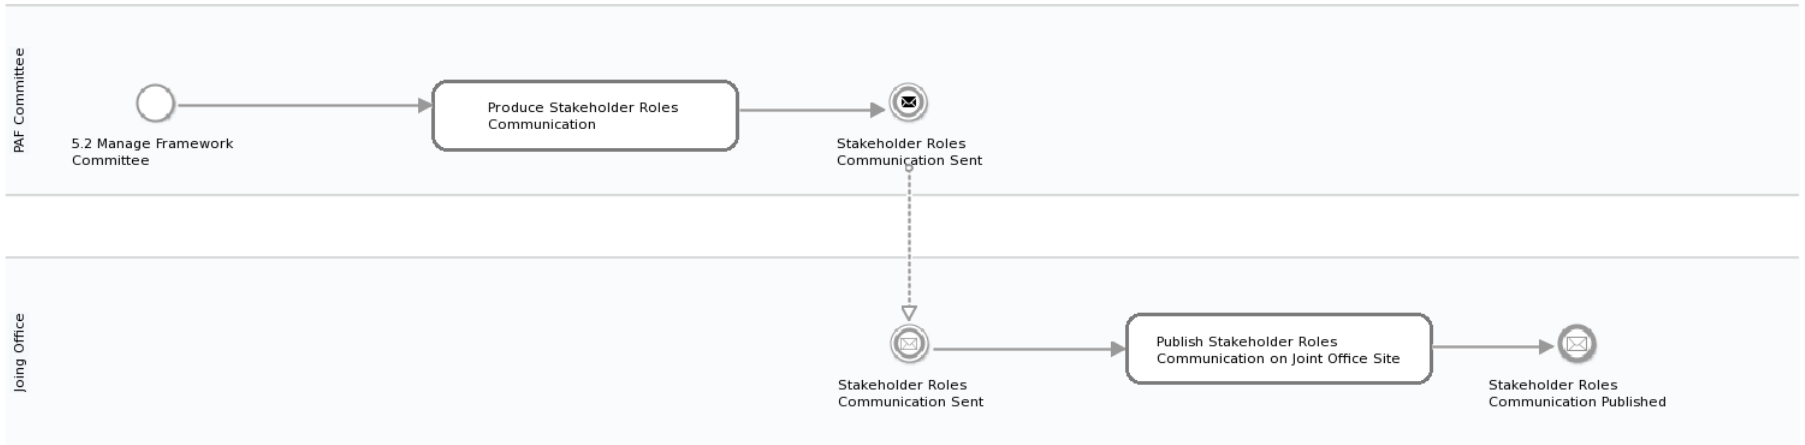 PAF Committee
5.2 Manage Framework
Committee
Produce Stakeholder Roles
Communication
Stakeholder Roles
Communication Sent
Joing Office
Stakeholder Roles
Communication Sent
Publish Stakeholder Roles
Communication on Joint Office Site
Stakeholder Roles
Communication Published